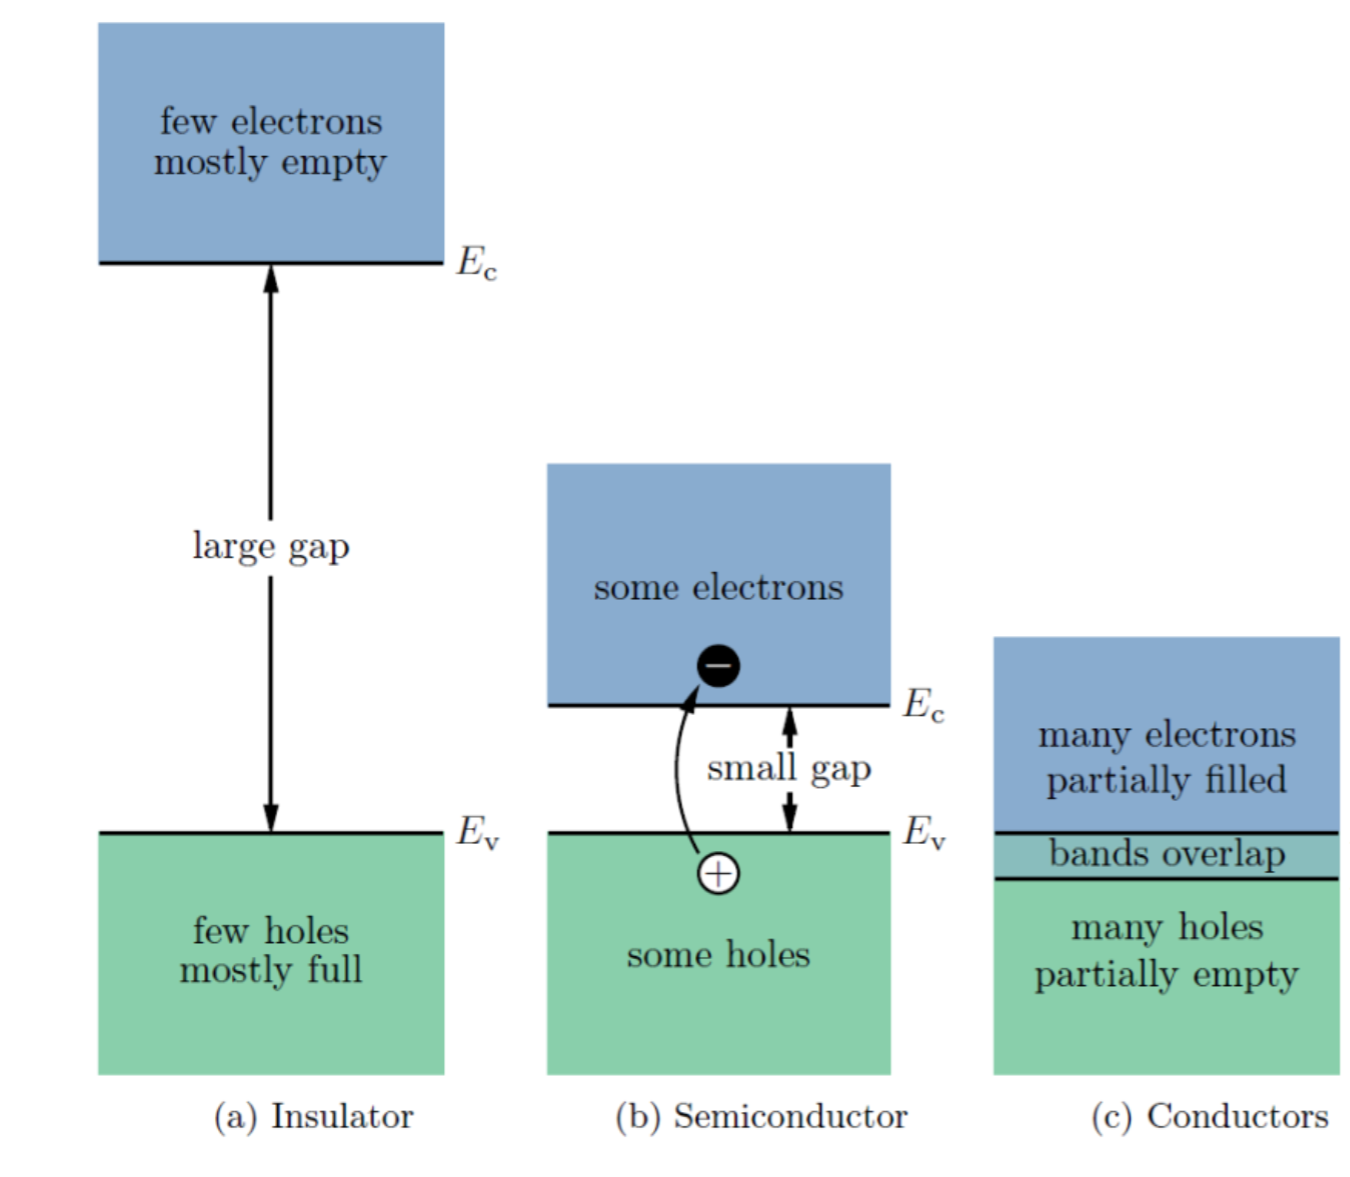 few electrons
mostly empty
E_c
large gap
E_v
few holes
mostly full
(a) Insulator
some electrons
−
E_c
small gap
E_v
+
some holes
(b) Semiconductor
many electrons
partially filled
bands overlap
many holes
partially empty
(c) Conductors